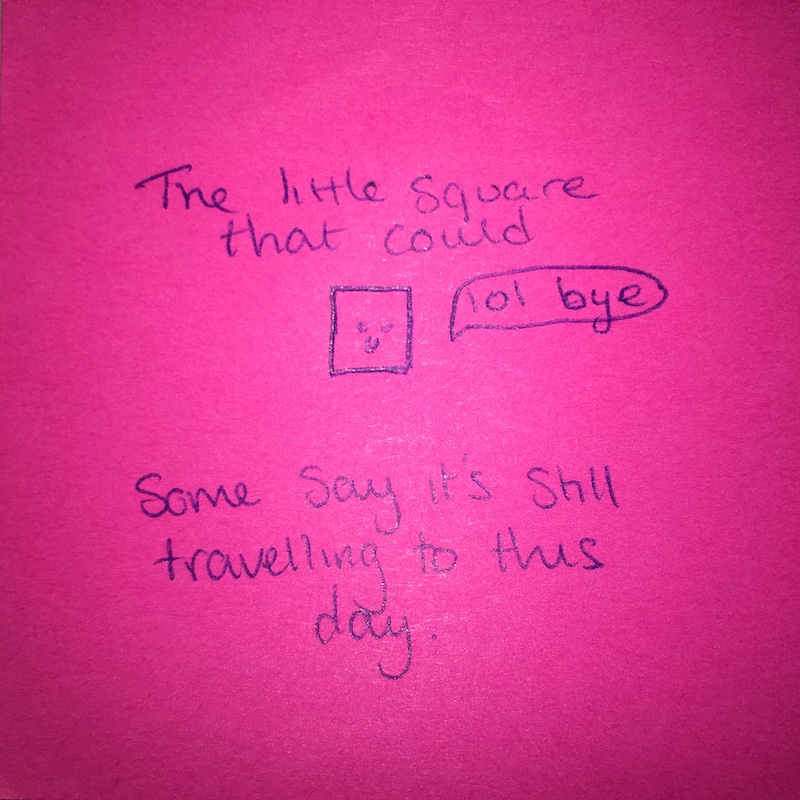 The little square
that could
lol bye
Some say it's still
travelling to this
day.